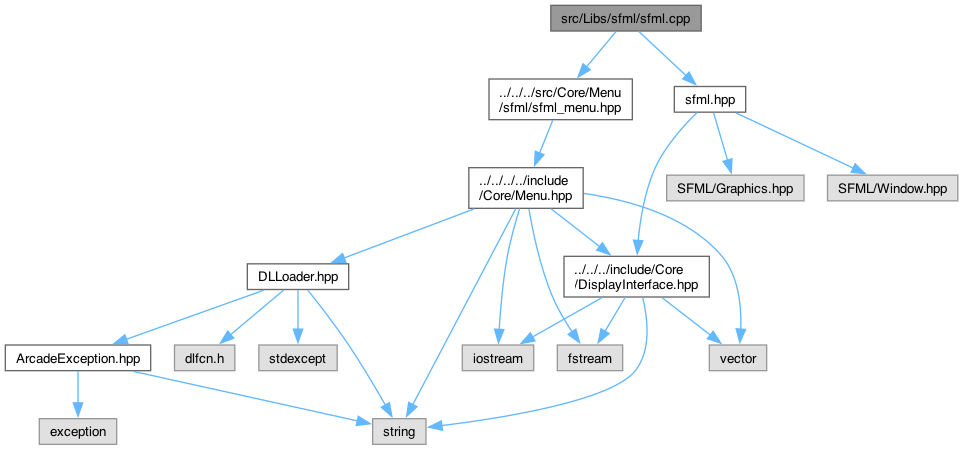 src/Libs/sfml/sfml.cpp
../../../src/Core/Menu
/sfml/sfml_menu.hpp
sfml.hpp
../../../../include
/Core/Menu.hpp
SFML/Graphics.hpp
SFML/Window.hpp
DLLoader.hpp
../../../include/Core
/DisplayInterface.hpp
ArcadeException.hpp
dlfcn.h
stdexcept
iostream
fstream
vector
exception
string